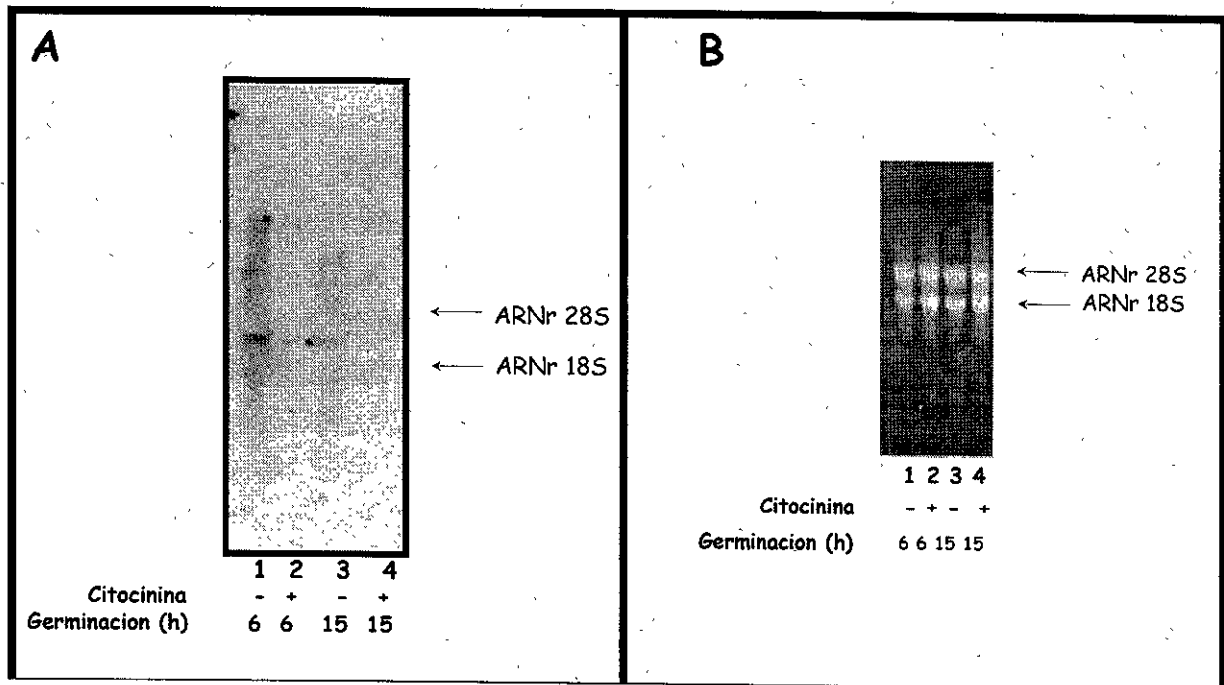 A
ARNr 28S
ARNr 18S
1 2 3 4
Citocinina - + - +
Germinacion (h) 6 6 15 15
B
ARNr 28S
ARNr 18S
1 2 3 4
Citocinina - + - +
Germinacion (h) 6 6 15 15